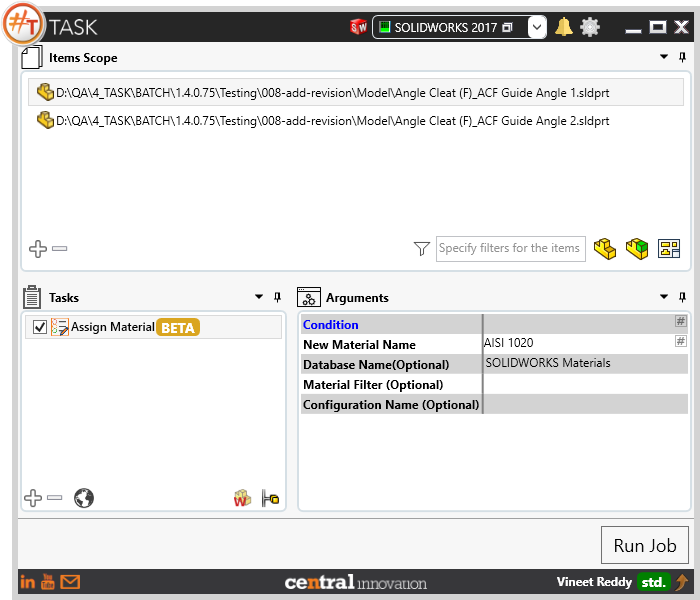 #T TASK
SW SOLIDWORKS 2017
Items Scope
D:\QA\4_TASK\BATCH\1.4.0.75\Testing\008-add-revision\Model\Angle Cleat (F)_ACF Guide Angle 1.sldprt
D:\QA\4_TASK\BATCH\1.4.0.75\Testing\008-add-revision\Model\Angle Cleat (F)_ACF Guide Angle 2.sldprt
Specify filters for the items
Tasks
Assign Material BETA
W
Arguments
Condition #
New Material Name AISI 1020 #
Database Name(Optional) SOLIDWORKS Materials
Material Filter (Optional)
Configuration Name (Optional)
Run Job
in You Tube central innovation Vineet Reddy std.